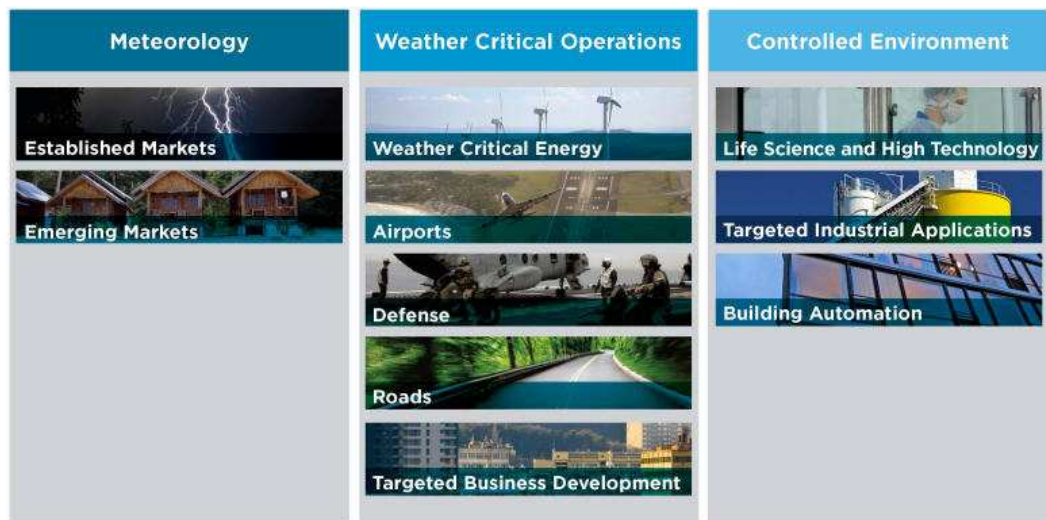 Meteorology
Established Markets
Emerging Markets
Weather Critical Operations
Weather Critical Energy
Airports
Defense
Roads
Targeted Business Development
Controlled Environment
Life Science and High Technology
Targeted Industrial Applications
Building Automation